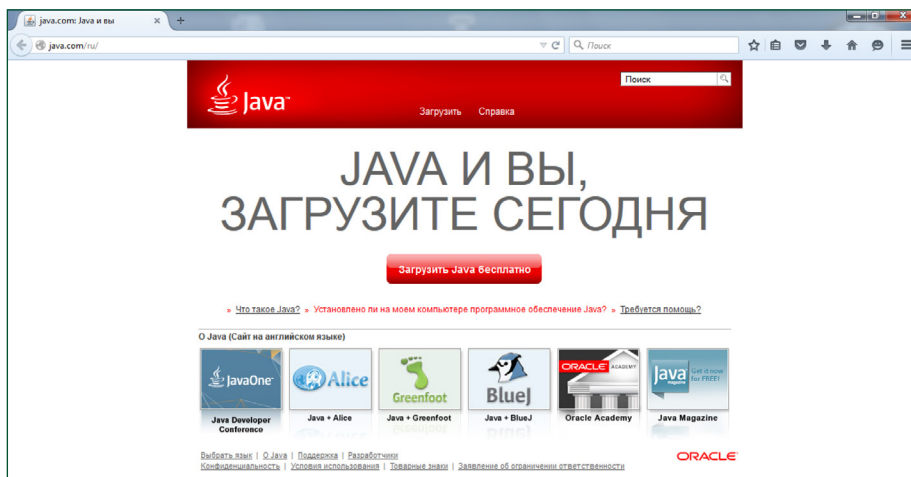 java.com: Java и вы
java.com/ru/
Поиск
Поиск
Java™
Загрузить Справка
JAVA И ВЫ,
ЗАГРУЗИТЕ СЕГОДНЯ
Загрузить Java бесплатно
» Что такое Java? » Установлено ли на моем компьютере программное обеспечение Java? » Требуется помощь?
О Java (Сайт на английском языке)
JavaOne™
Alice
Greenfoot
BlueJ
ORACLE ACADEMY
Java magazine Get it now for FREE!
Java Developer Conference
Java + Alice
Java + Greenfoot
Java + BlueJ
Oracle Academy
Java Magazine
Выбрать язык | О Java | Поддержка | Разработчики
Конфиденциальность | Условия использования | Товарные знаки | Заявление об ограничении ответственности
ORACLE